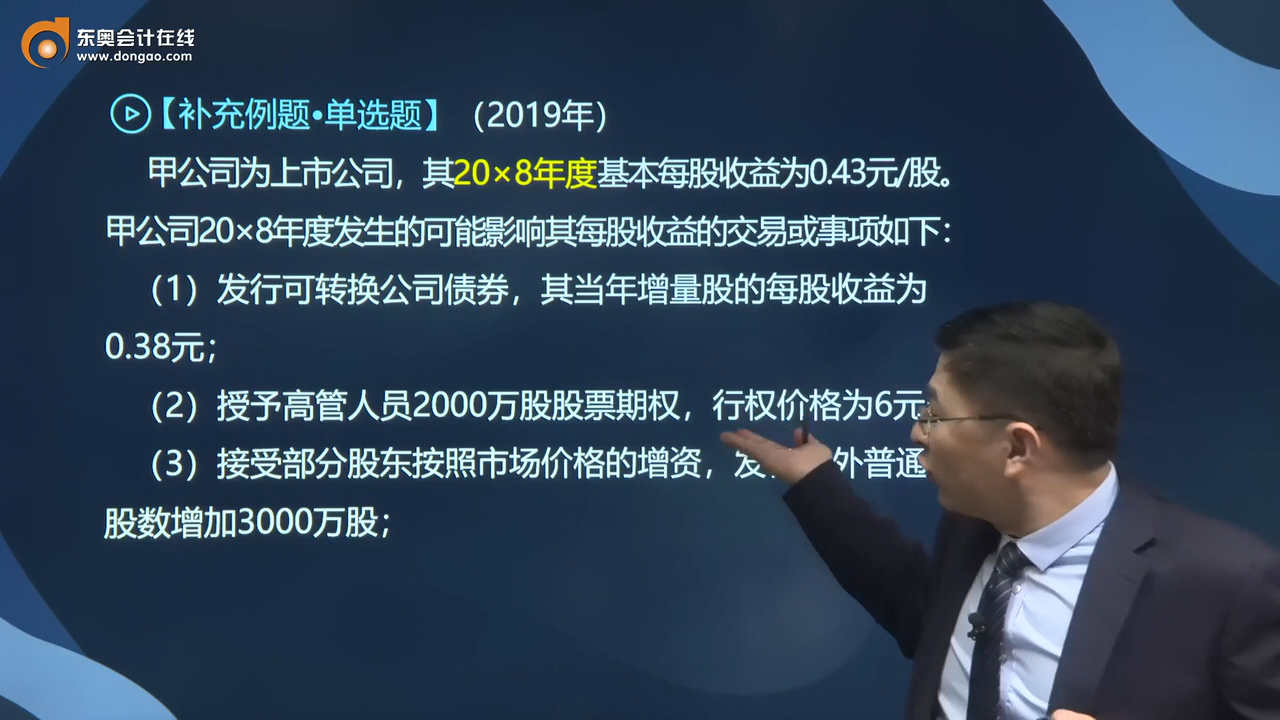 东奥会计在线
www.dongao.com
【补充例题•单选题】（2019年）
甲公司为上市公司，其20×8年度基本每股收益为0.43元/股。
甲公司20×8年度发生的可能影响其每股收益的交易或事项如下：
（1）发行可转换公司债券，其当年增量股的每股收益为
0.38元；
（2）授予高管人员2000万股股票期权，行权价格为6元
（3）接受部分股东按照市场价格的增资，发 外普通
股数增加3000万股；